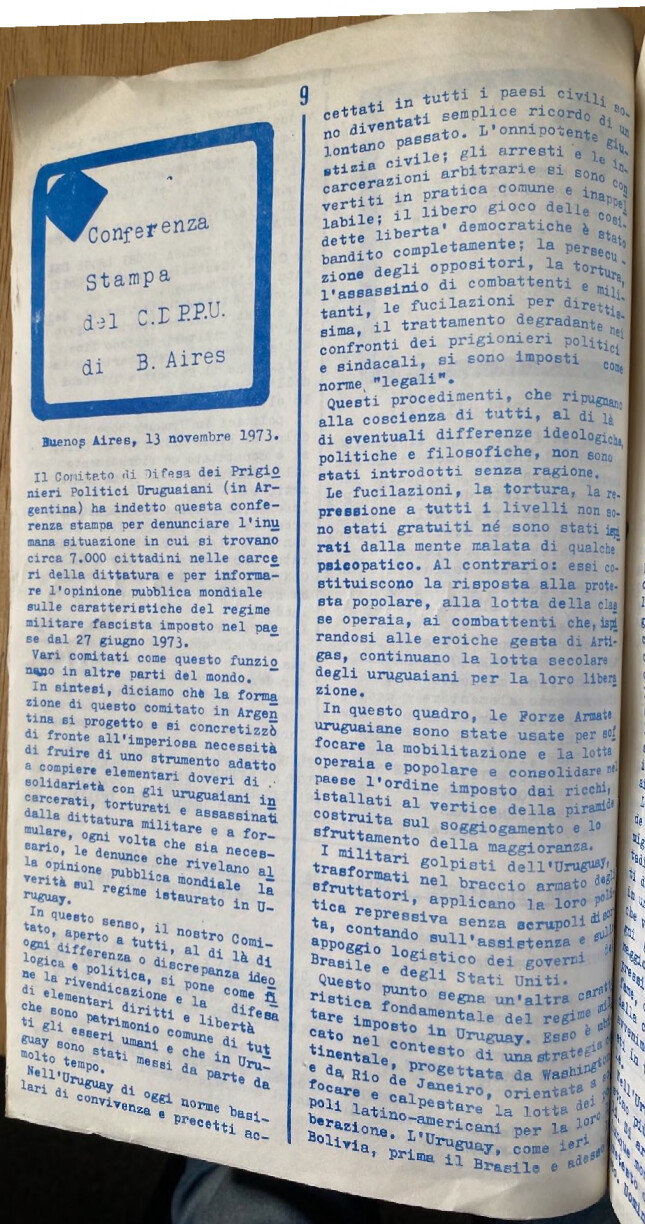 9
Conferenza
Stampa
del C.D P.P.U.
di B. Aires
Buenos Aires, 13 novembre 1973.
Il Comitato di Difesa dei Prigio
nieri Politici Uruguaiani (in Ar-
gentina) ha indetto questa confe-
renza stampa per denunciare l'inu
mana situazione in cui si trovano
circa 7.000 cittadini nelle carce
ri della dittatura e per informa-
re l'opinione pubblica mondiale
sulle caratteristiche del regime
militare fascista imposto nel pae
se dal 27 giugno 1973.
Vari comitati come questo funzio
nano in altre parti del mondo.
In sintesi, diciamo che la forma
zione di questo comitato in Argen
tina si progetto e si concretizzò
di fronte all'imperiosa necessità
di fruire di uno strumento adatto
a compiere elementari doveri di
solidarietà con gli uruguaiani in
carcerati, torturati e assassinati
dalla dittatura militare e a for-
mulare, ogni volta che sia neces-
sario, le denunce che rivelano al
la opinione pubblica mondiale la
verità sul regime istaurato in U-
ruguay.
In questo senso, il nostro Comi-
tato, aperto a tutti, al di là di
ogni differenza o discrepanza ideo
logica e politica, si pone come fi
ne la rivendicazione e la difesa
di elementari diritti e libertà
che sono patrimonio comune di tut
ti gli esseri umani e che in Uru-
guay sono stati messi da parte da
molto tempo.
Nell'Uruguay di oggi norme basi-
lari di convivenza e precetti ac-
cettati in tutti i paesi civili so-
no diventati semplice ricordo di un
lontano passato. L'onnipotente giu-
stizia civile; gli arresti e le in-
carcerazioni arbitrarie si sono con
vertiti in pratica comune e inappel
labile; il libero gioco delle cosi-
dette liberta' democratiche è stato
bandito completamente; la persecu-
zione degli oppositori, la tortura,
l'assassinio di combattenti e mili-
tanti, le fucilazioni per direttis-
sima, il trattamento degradante nei
confronti dei prigionieri politici
e sindacali, si sono imposti come
norme "legali".
Questi procedimenti, che ripugnano
alla coscienza di tutti, al di là
di eventuali differenze ideologiche,
politiche e filosofiche, non sono
stati introdotti senza ragione.
Le fucilazioni, la tortura, la re-
pressione a tutti i livelli non so-
no stati gratuiti né sono stati ispi
rati dalla mente malata di qualche
psicopatico. Al contrario: essi co-
stituiscono la risposta alla prote-
sta popolare, alla lotta della clas
se operaia, ai combattenti che, ispi
randosi alle eroiche gesta di Arti-
gas, continuano la lotta secolare
degli uruguaiani per la loro libera
zione.
In questo quadro, le Forze Armate
uruguaiane sono state usate per sof
focare la mobilitazione e la lotta
operaia e popolare e consolidare nel
paese l'ordine imposto dai ricchi,
istallati al vertice della piramide
costruita sul soggiogamento e lo
sfruttamento della maggioranza.
I militari golpisti dell'Uruguay,
trasformati nel braccio armato degli
sfruttatori, applicano la loro poli-
tica repressiva senza scrupoli di sor
ta, contando sull'assistenza e sull'
appoggio logistico dei governi del
Brasile e degli Stati Uniti.
Questo punto segna un'altra caratte
ristica fondamentale del regime mili
tare imposto in Uruguay. Esso è ubi
cato nel contesto di una strategia
tinentale, progettata da Washington
e da Rio de Janeiro, orientata a
focare e calpestare la lotta dei
poli latino-americani per la loro
berazione. L'Uruguay, come ieri
Bolivia, prima il Brasile e adesso